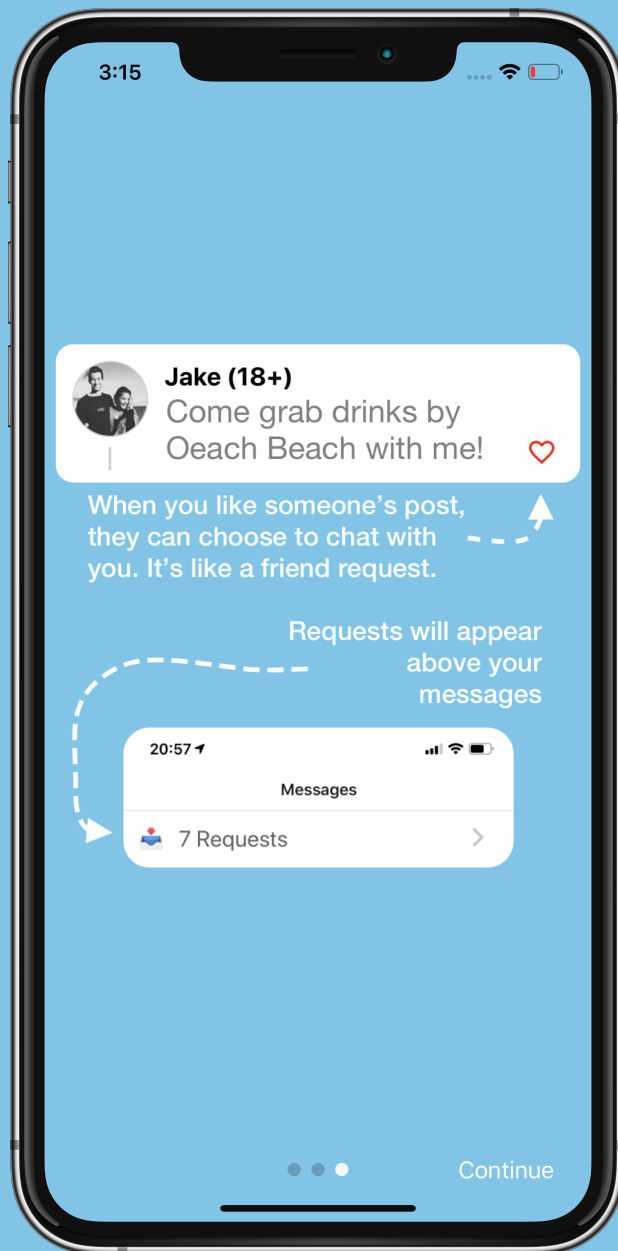 3:15
Jake (18+)
Come grab drinks by
Oeach Beach with me!
When you like someone’s post,
they can choose to chat with
you. It’s like a friend request.
Requests will appear
above your
messages
20:57
Messages
7 Requests
Continue